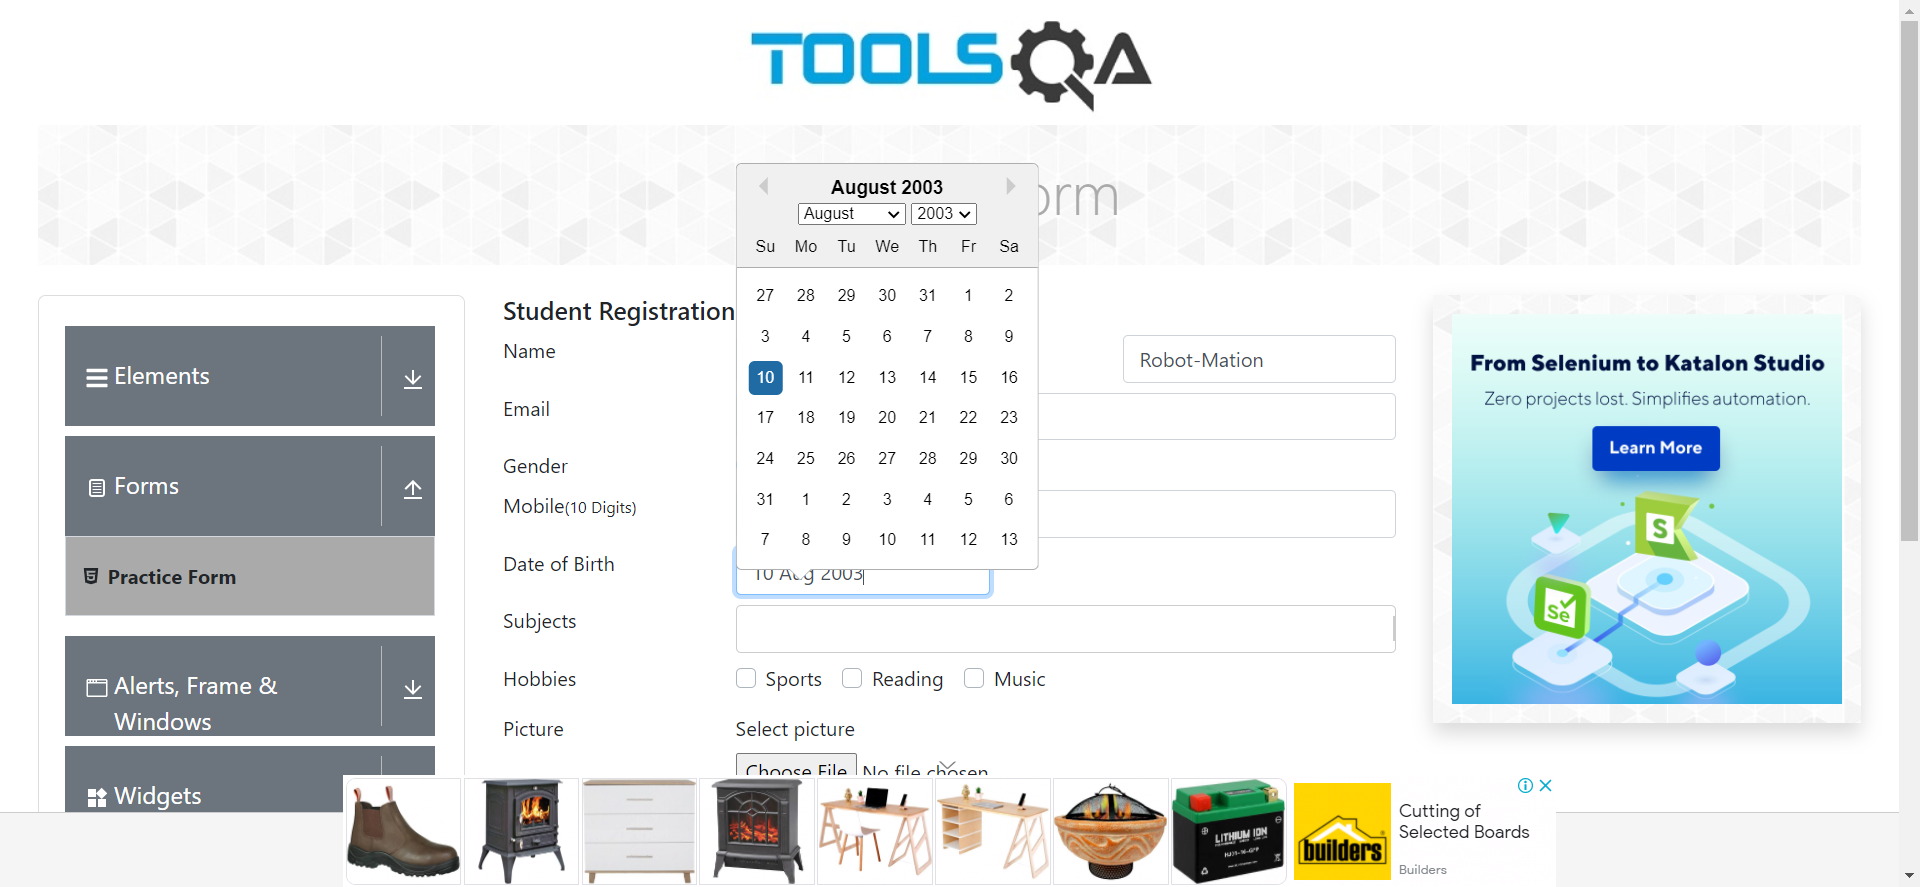 TOOLSQA
orm
August 2003
August 2003
Su Mo Tu We Th Fr Sa
27 28 29 30 31 1 2
3 4 5 6 7 8 9
10 11 12 13 14 15 16
17 18 19 20 21 22 23
24 25 26 27 28 29 30
31 1 2 3 4 5 6
7 8 9 10 11 12 13
Elements
Forms
Practice Form
Alerts, Frame &
Windows
Widgets
Student Registration
Name
Robot-Mation
Email
Gender
Mobile(10 Digits)
Date of Birth
10 Aug 2003
Subjects
Hobbies
Sports Reading Music
Picture
Select picture
Choose File No file chosen
From Selenium to Katalon Studio
Zero projects lost. Simplifies automation.
Learn More
S
Se
LITHIUM ION
builders
Cutting of
Selected Boards
Builders